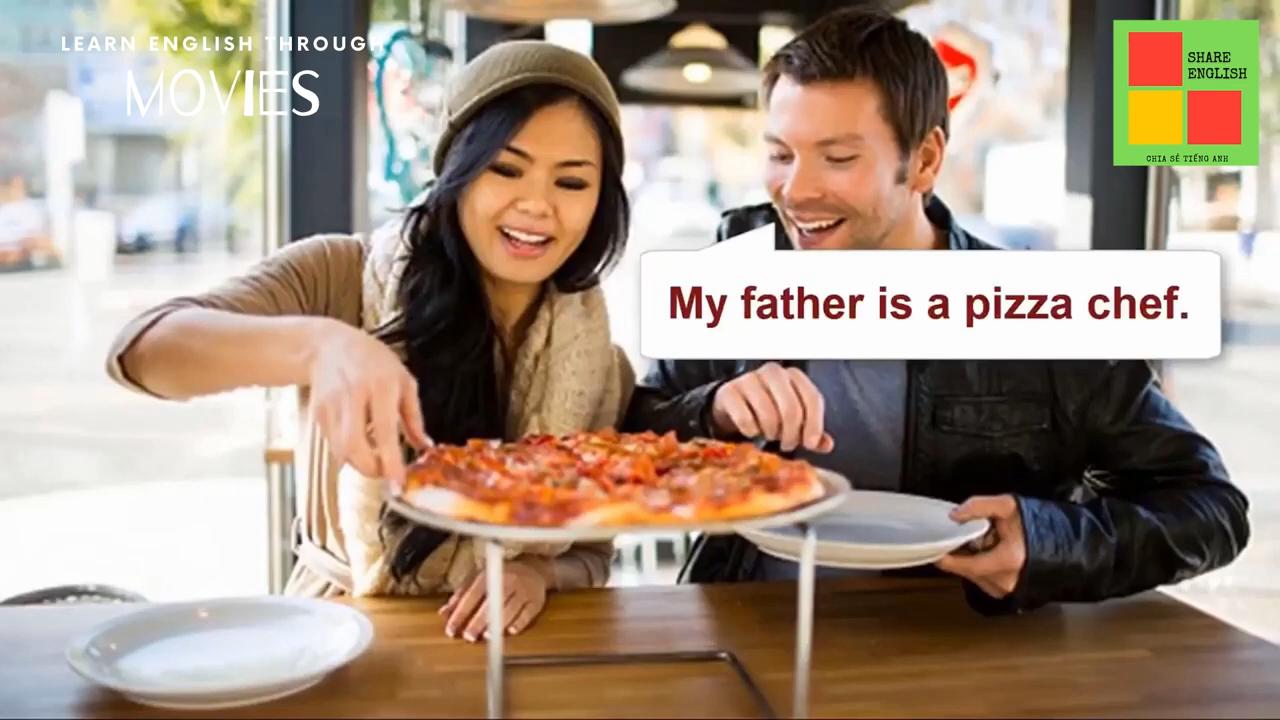 LEARN ENGLISH THROUGH
MOVIES
SHARE
ENGLISH
CHIA SẺ TIẾNG ANH
My father is a pizza chef.